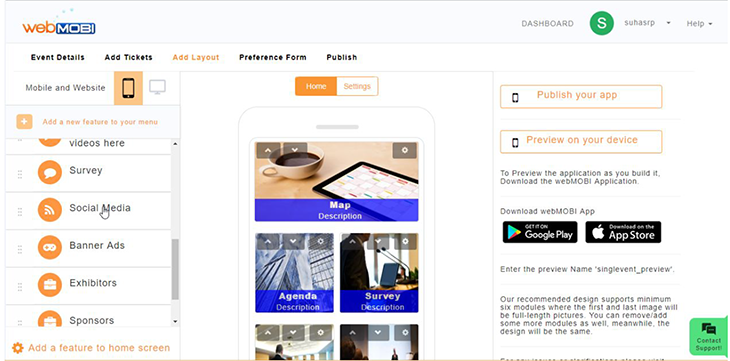 webMOBI
DASHBOARD
S
suhasrp
Help
Event Details
Add Tickets
Add Layout
Preference Form
Publish
Mobile and Website
Add a new feature to your menu
videos here
Survey
Social Media
Banner Ads
Exhibitors
Sponsors
Add a feature to home screen
Home
Settings
Map
Description
Agenda
Description
Survey
Description
Publish your app
Preview on your device
To Preview the application as you build it,
Download the webMOBI Application.
Download webMOBI App
GET IT ON
Google Play
Download on the
App Store
Enter the preview Name 'singlevent_preview'.
Our recommended design supports minimum
six modules where the first and last image will
be full-length pictures. You can remove/add
some more modules as well, meanwhile, the
design will be the same.
Contact
Support!